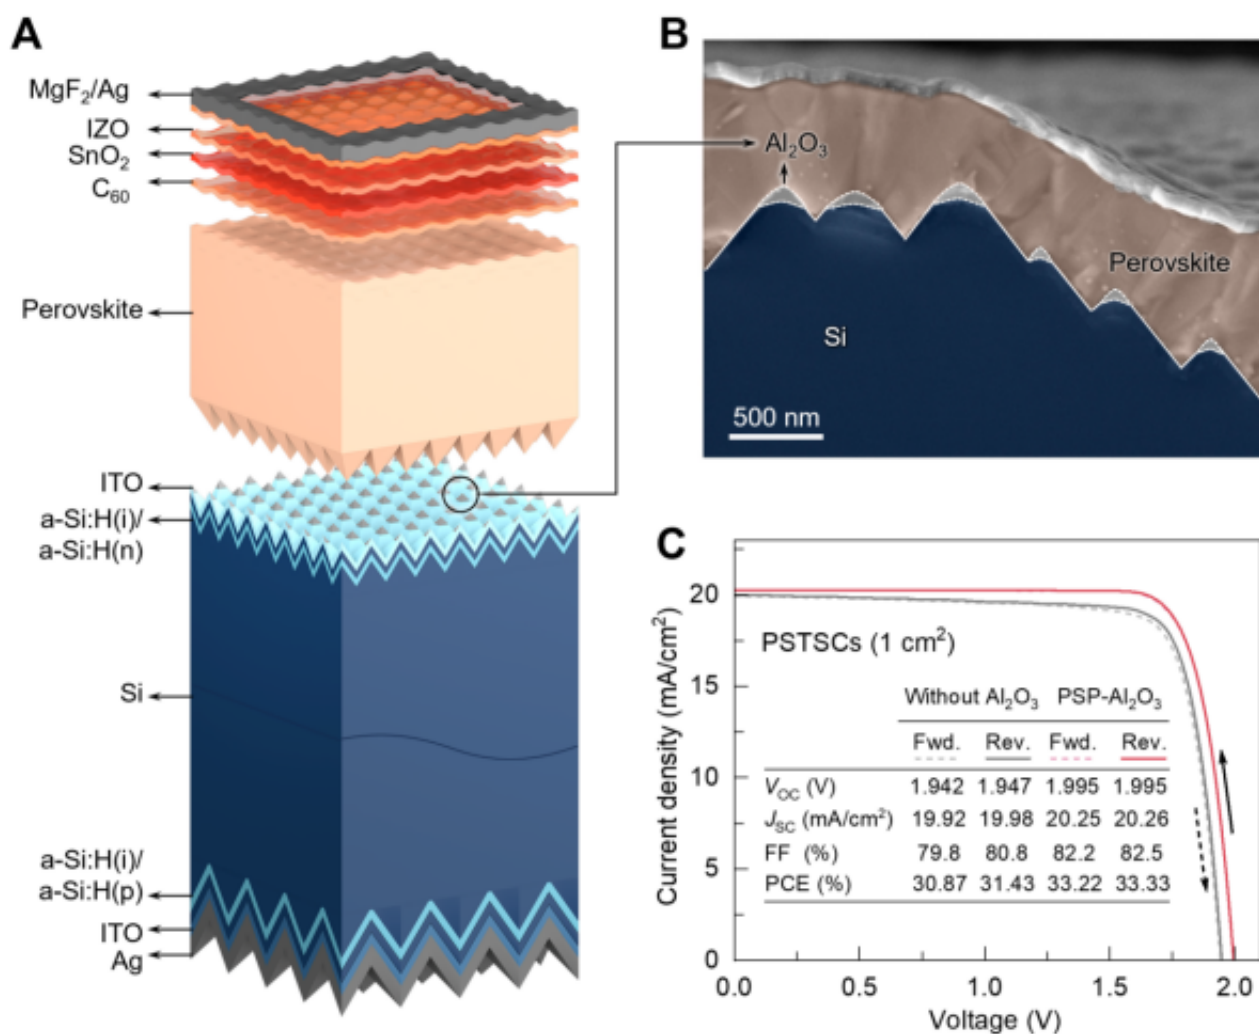 A
MgF₂/Ag
IZO
SnO₂
C₆₀
Perovskite
ITO
a-Si:H(i)/
a-Si:H(n)
Si
a-Si:H(i)/
a-Si:H(p)
ITO
Ag
B
Al₂O₃
Perovskite
Si
500 nm
C
Current density (mA/cm²)
20
15
10
5
0
PSTSCs (1 cm²)
Without Al₂O₃ PSP-Al₂O₃
Fwd. Rev. Fwd. Rev.
V_OC (V) 1.942 1.947 1.995 1.995
J_SC (mA/cm²) 19.92 19.98 20.25 20.26
FF (%) 79.8 80.8 82.2 82.5
PCE (%) 30.87 31.43 33.22 33.33
0.0 0.5 1.0 1.5 2.0
Voltage (V)